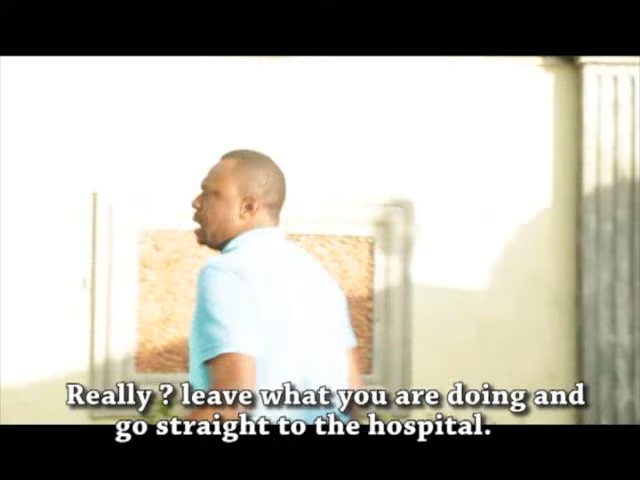 Really ? leave what you are doing and
go straight to the hospital.